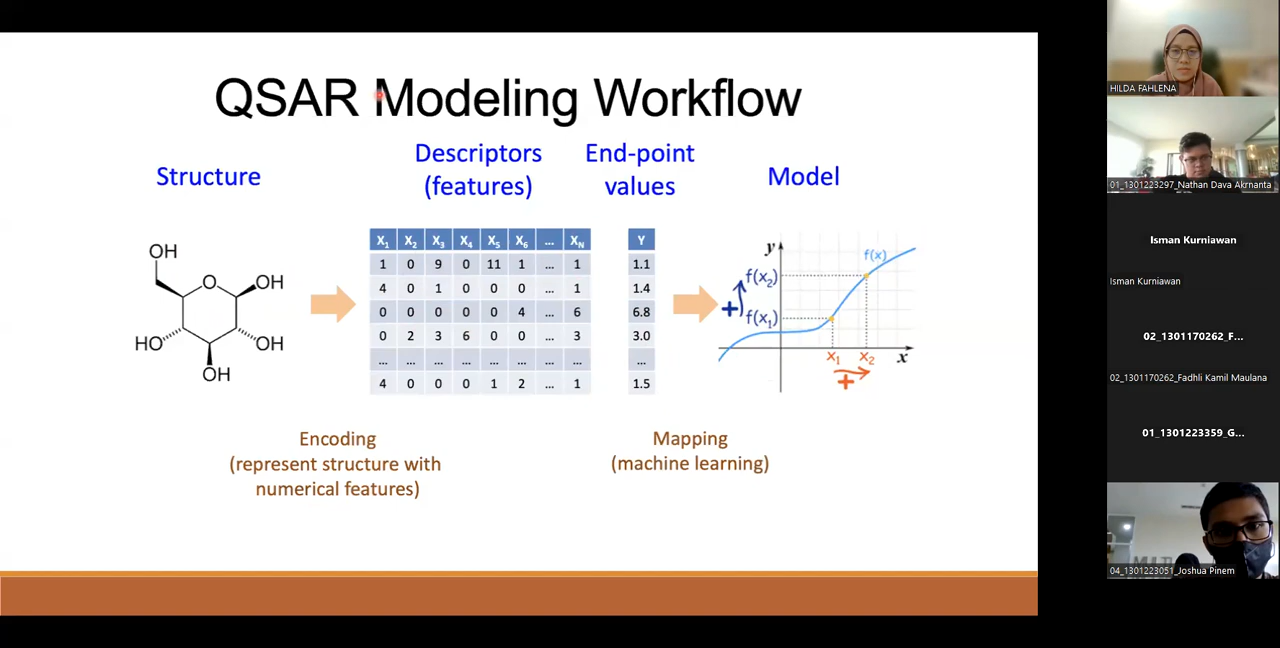 QSAR Modeling Workflow
Structure
Descriptors
(features)
End-point
values
Model
OH
O
OH
HO
OH
OH
X1 X2 X3 X4 X5 X6 ... XN
1 0 9 0 11 1 ... 1
4 0 1 0 0 0 ... 1
0 0 0 0 0 4 ... 6
0 2 3 6 0 0 ... 3
... ... ... ... ... ... ... ...
4 0 0 0 1 2 ... 1
Y
1.1
1.4
6.8
3.0
...
1.5
y
f(x)
f(x2)
+
f(x1)
x1 x2 x
+
Encoding
(represent structure with
numerical features)
Mapping
(machine learning)
HILDA FAHLENA
01_1301223297_Nathan Dava Akrnanta
Isman Kurniawan
Isman Kurniawan
02_1301170262_F...
02_1301170262_Fadhli Kamil Maulana
01_1301223359_G...
04_1301223051_Joshua Pinem